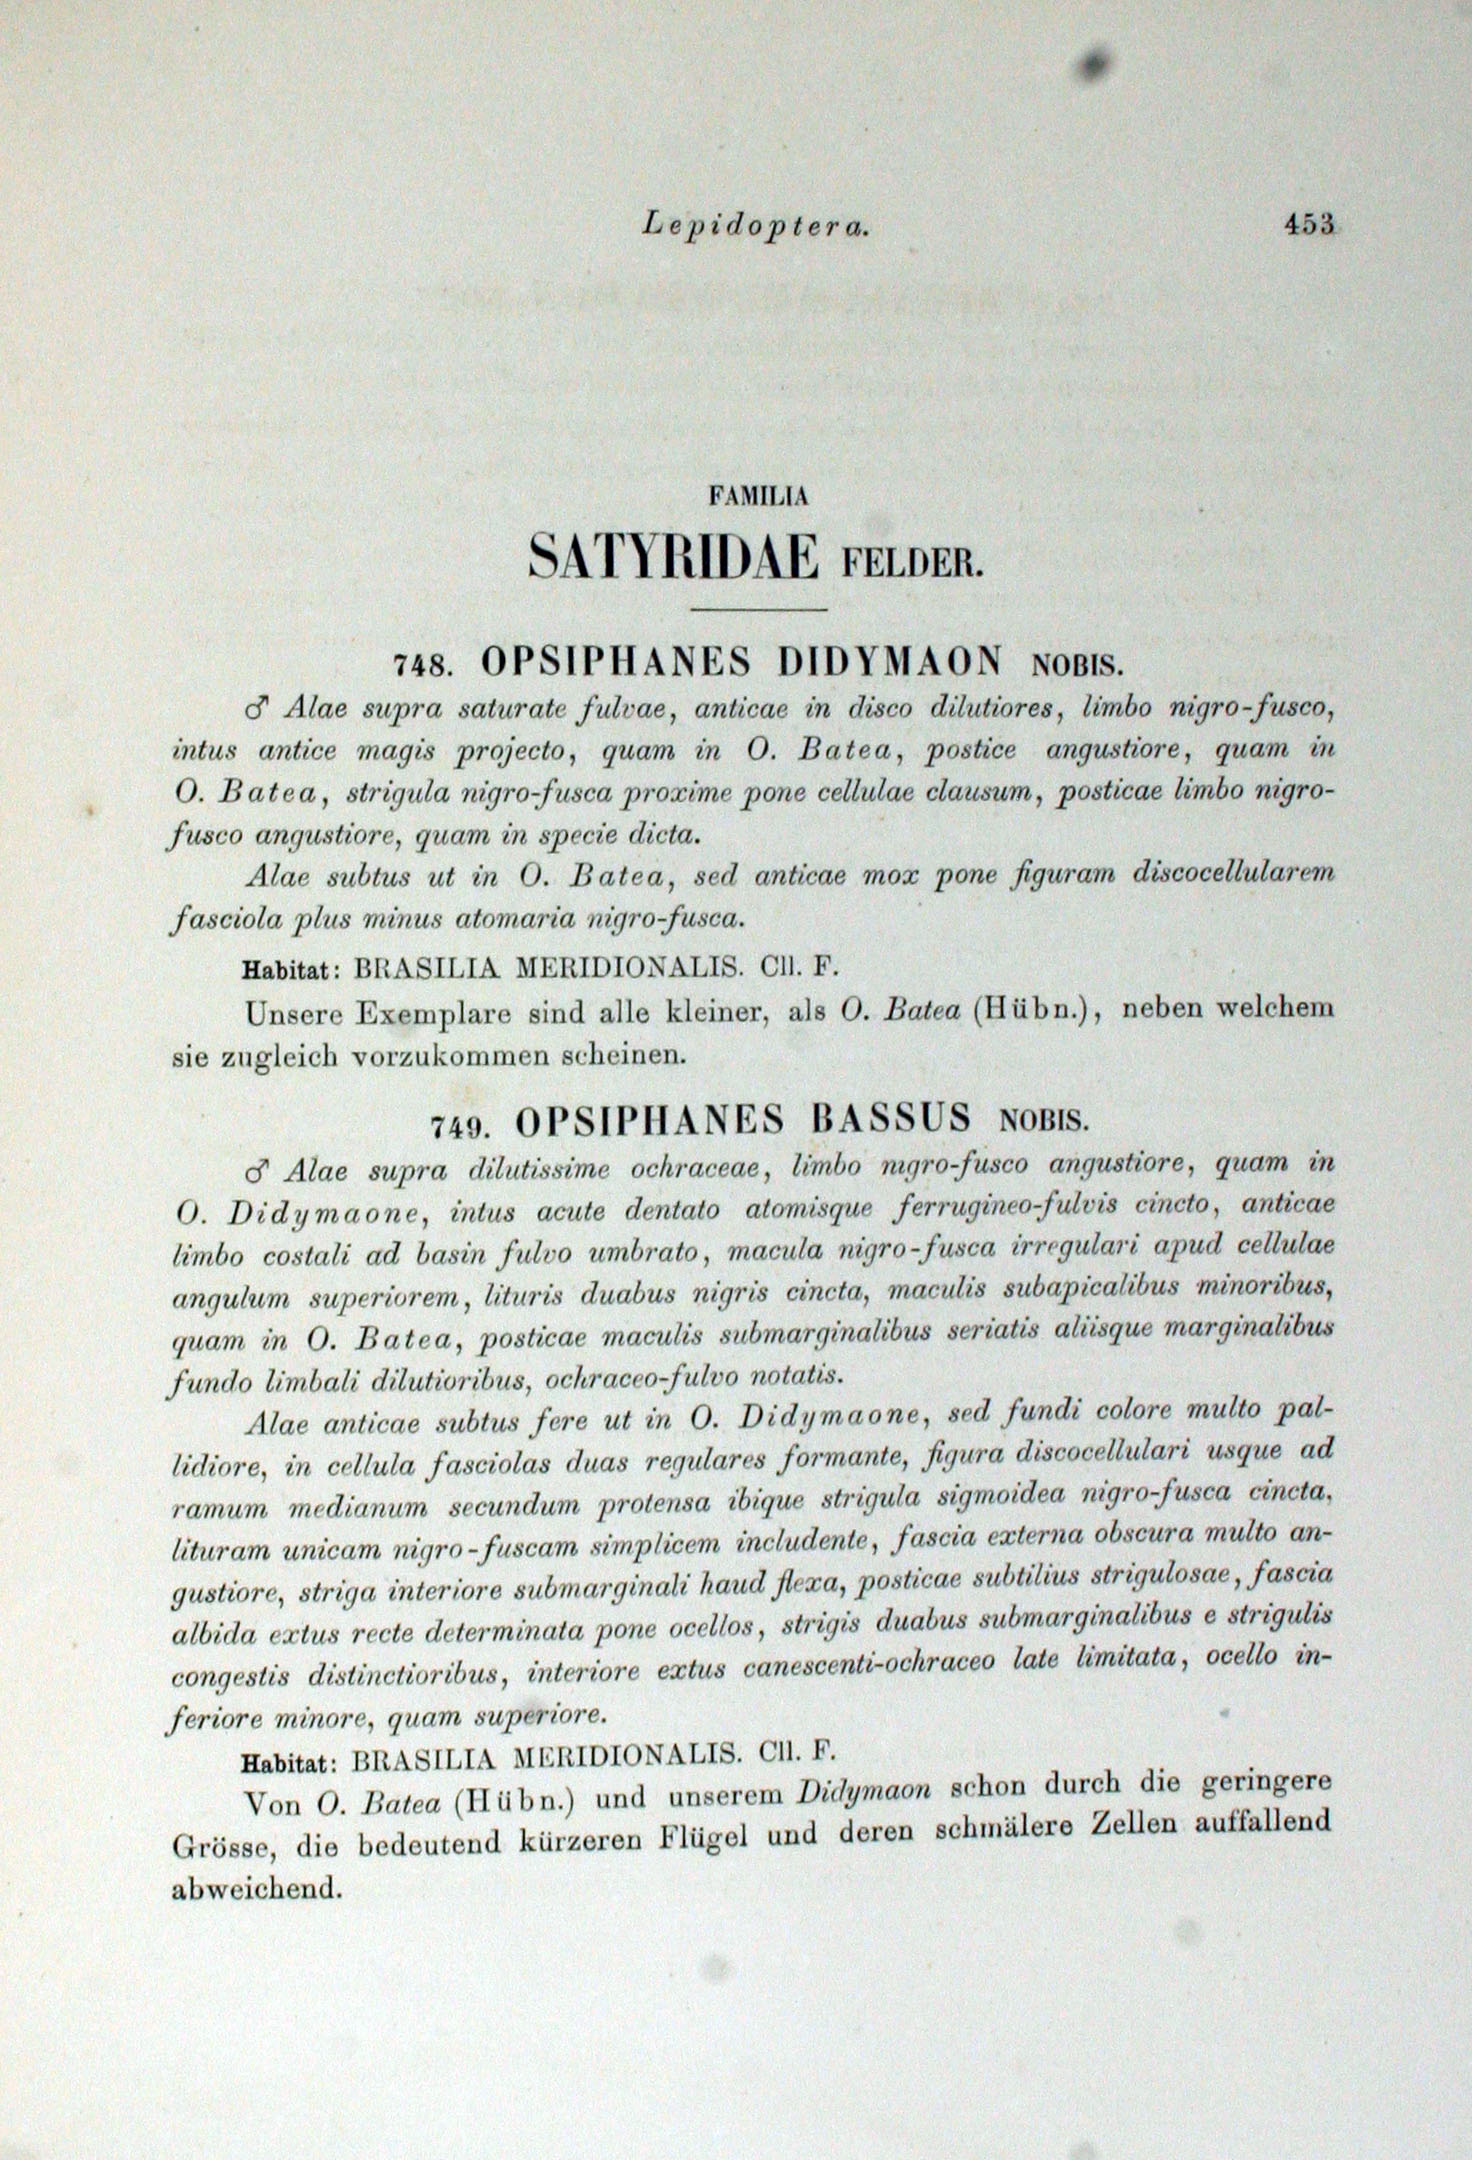 Lepidoptera. 453
FAMILIA
SATYRIDAE FELDER.
748. OPSIPHANES DIDYMAON NOBIS.
♂ Alae supra saturate fulvae, anticae in disco dilutiores, limbo nigro-fusco,
intus antice magis projecto, quam in O. Batea, postice angustiore, quam in
O. Batea, strigula nigro-fusca proxime pone cellulae clausum, posticae limbo nigro-
fusco angustiore, quam in specie dicta.
Alae subtus ut in O. Batea, sed anticae mox pone figuram discocellularem
fasciola plus minus atomaria nigro-fusca.
Habitat: BRASILIA MERIDIONALIS. Cll. F.
Unsere Exemplare sind alle kleiner, als O. Batea (Hübn.), neben welchem
sie zugleich vorzukommen scheinen.
749. OPSIPHANES BASSUS NOBIS.
♂ Alae supra dilutissime ochraceae, limbo nigro-fusco angustiore, quam in
O. Didymaone, intus acute dentato atomisque ferrugineo-fulvis cincto, anticae
limbo costali ad basin fulvo umbrato, macula nigro-fusca irregulari apud cellulae
angulum superiorem, lituris duabus nigris cincta, maculis subapicalibus minoribus,
quam in O. Batea, posticae maculis submarginalibus seriatis aliisque marginalibus
fundo limbali dilutioribus, ochraceo-fulvo notatis.
Alae anticae subtus fere ut in O. Didymaone, sed fundi colore multo pal-
lidiore, in cellula fasciolas duas regulares formante, figura discocellulari usque ad
ramum medianum secundum protensa ibique strigula sigmoidea nigro-fusca cincta,
lituram unicam nigro-fuscam simplicem includente, fascia externa obscura multo an-
gustiore, striga interiore submarginali haud flexa, posticae subtilius strigulosae, fascia
albida extus recte determinata pone ocellos, strigis duabus submarginalibus e strigulis
congestis distinctioribus, interiore extus canescenti-ochraceo late limitata, ocello in-
feriore minore, quam superiore.
Habitat: BRASILIA MERIDIONALIS. Cll. F.
Von O. Batea (Hübn.) und unserem Didymaon schon durch die geringere
Grösse, die bedeutend kürzeren Flügel und deren schmälere Zellen auffallend
abweichend.